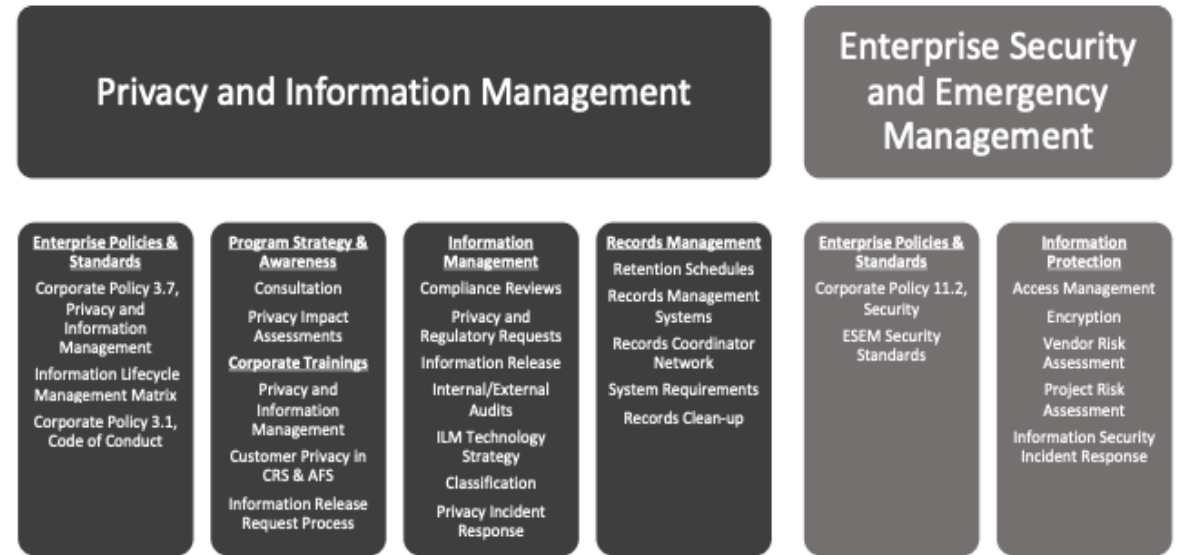 Privacy and Information Management
Enterprise Security
and Emergency
Management
Enterprise Policies &
Standards
Corporate Policy 3.7,
Privacy and
Information
Management
Information Lifecycle
Management Matrix
Corporate Policy 3.1,
Code of Conduct
Program Strategy &
Awareness
Consultation
Privacy Impact
Assessments
Corporate Trainings
Privacy and
Information
Management
Customer Privacy in
CRS & AFS
Information Release
Request Process
Information
Management
Compliance Reviews
Privacy and
Regulatory Requests
Information Release
Internal/External
Audits
ILM Technology
Strategy
Classification
Privacy Incident
Response
Records Management
Retention Schedules
Records Management
Systems
Records Coordinator
Network
System Requirements
Records Clean-up
Enterprise Policies &
Standards
Corporate Policy 11.2,
Security
ESEM Security
Standards
Information
Protection
Access Management
Encryption
Vendor Risk
Assessment
Project Risk
Assessment
Information Security
Incident Response